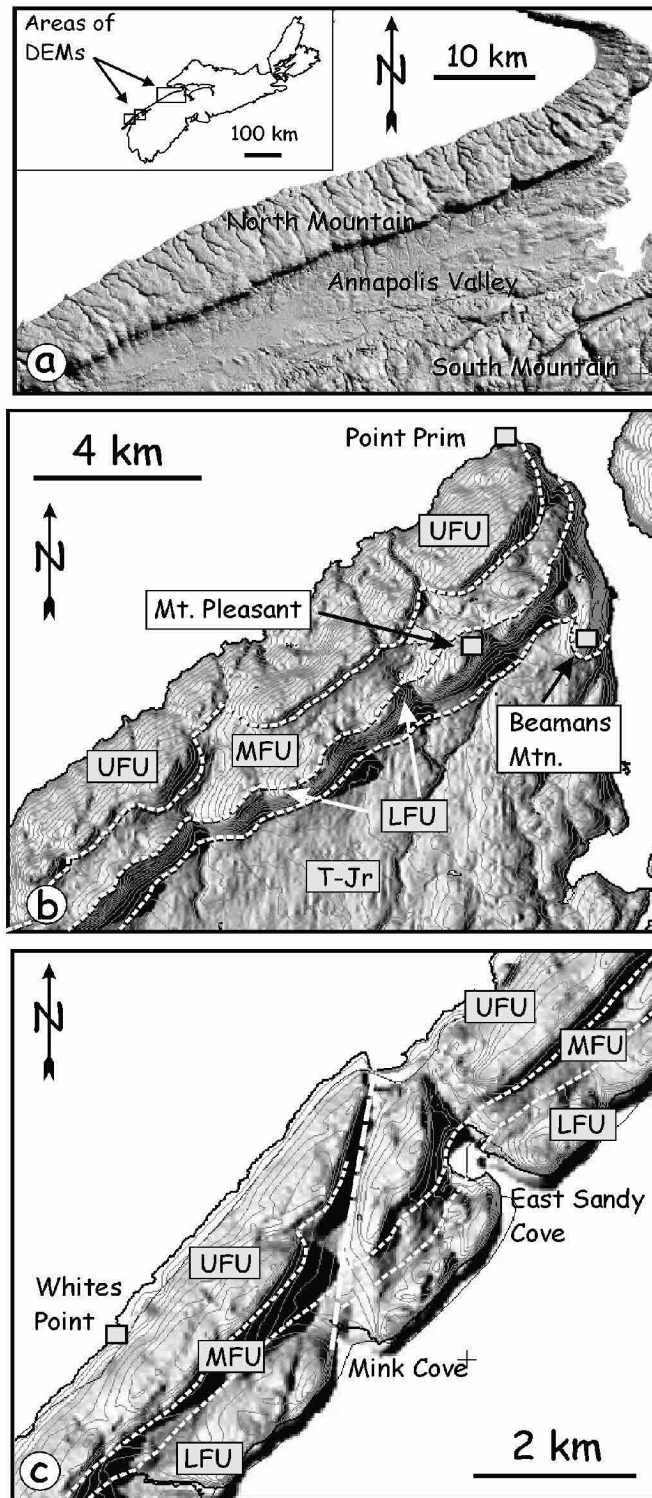 Areas of
DEMs
100 km
N
10 km
North Mountain
Annapolis Valley
South Mountain
a
4 km
N
Point Prim
UFU
Mt. Pleasant
Beamans
Mtn.
UFU
MFU
LFU
T-Jr
b
N
UFU
MFU
LFU
East Sandy
Cove
UFU
Whites
Point
MFU
Mink Cove
LFU
2 km
c